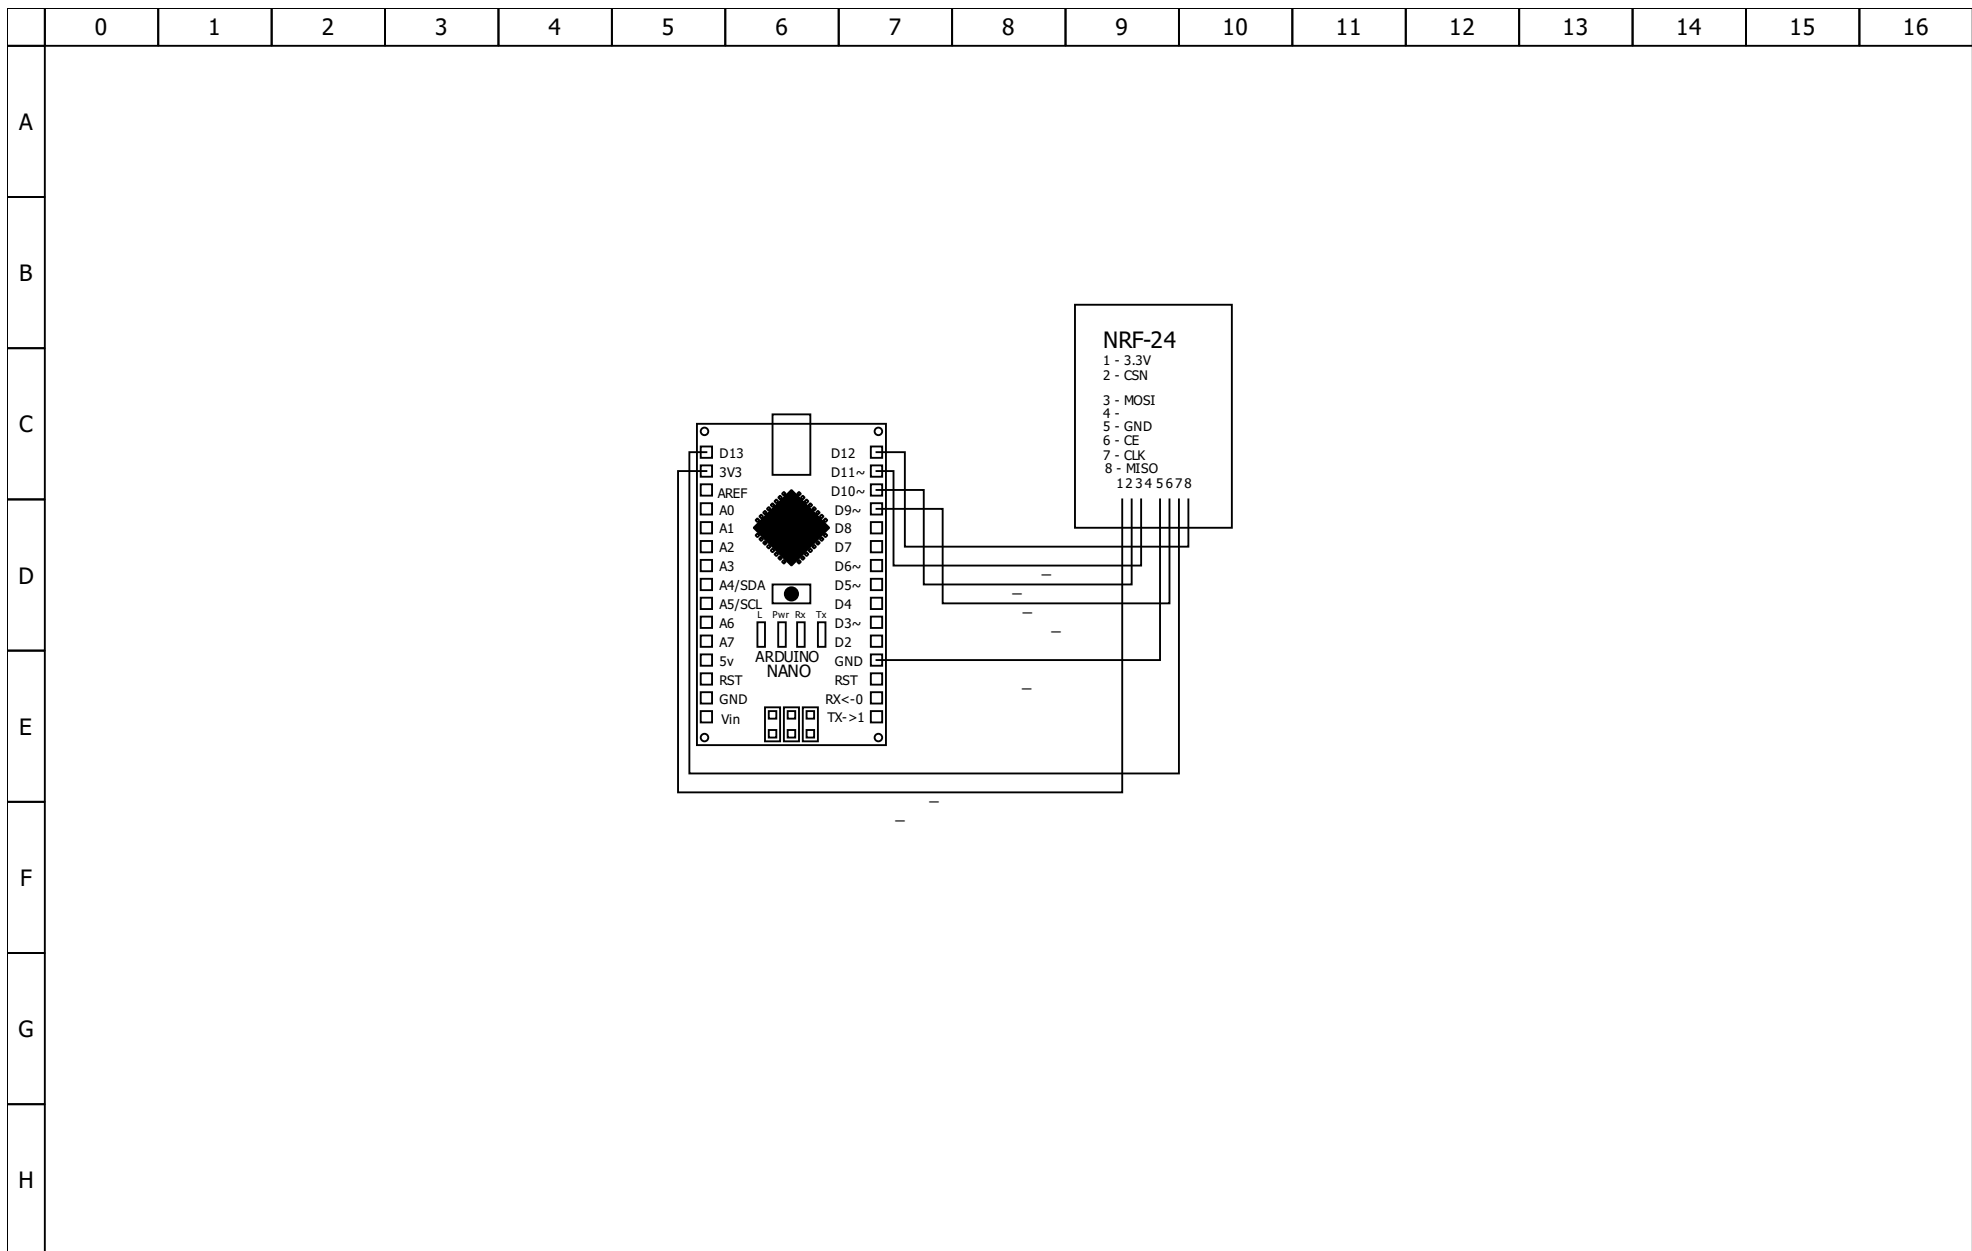 0 1 2 3 4 5 6 7 8 9 10 11 12 13 14 15 16
A
B
C
D
E
F
G
H
NRF-24
1 - 3.3V
2 - CSN
3 - MOSI
4 -
5 - GND
6 - CE
7 - CLK
8 - MISO
1234 5678
D13 D12
3V3 D11~
AREF D10~
A0 D9~
A1 D8
A2 D7
A3 D6~
A4/SDA D5~
A5/SCL D4
L Pwr Rx Tx
A6 D3~
A7 D2
5v ARDUINO GND
NANO
RST RST
GND RX<-0
Vin TX->1